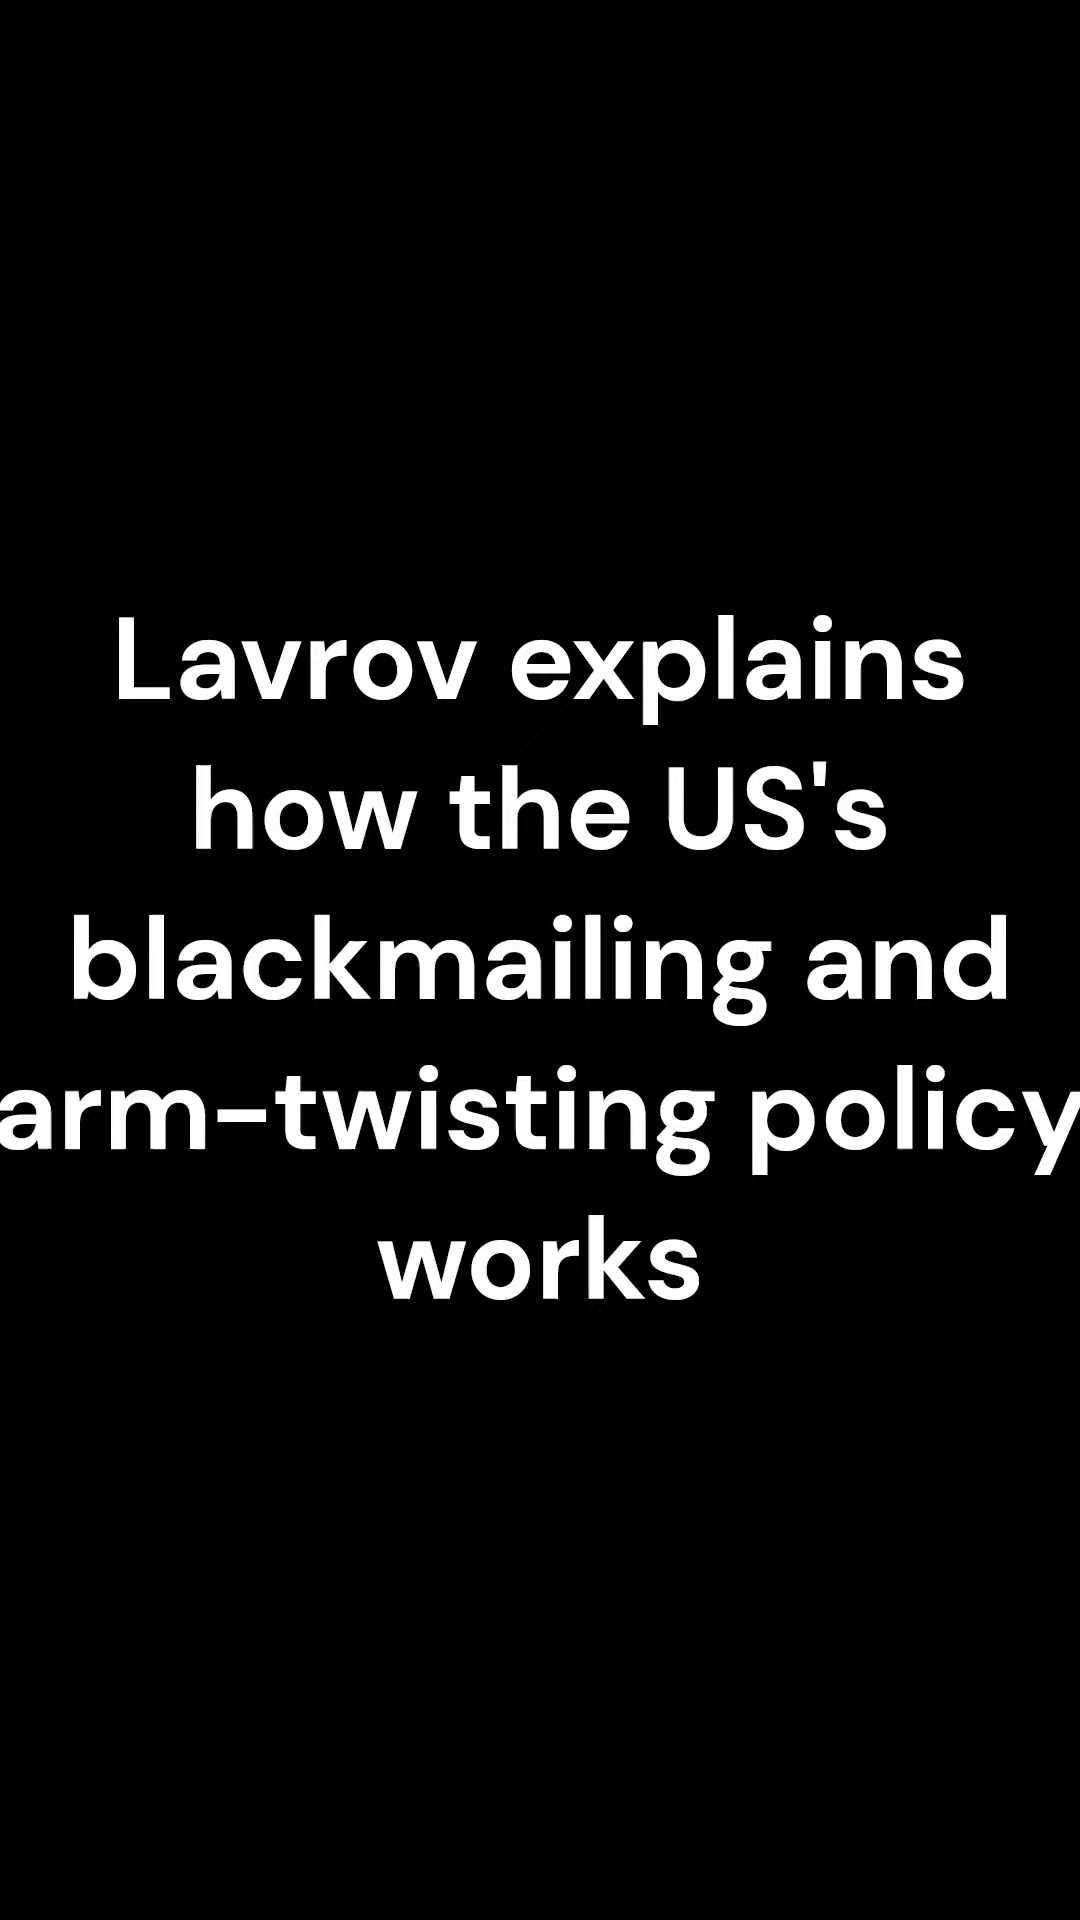 Lavrov explains
how the US's
blackmailing and
arm-twisting policy
works